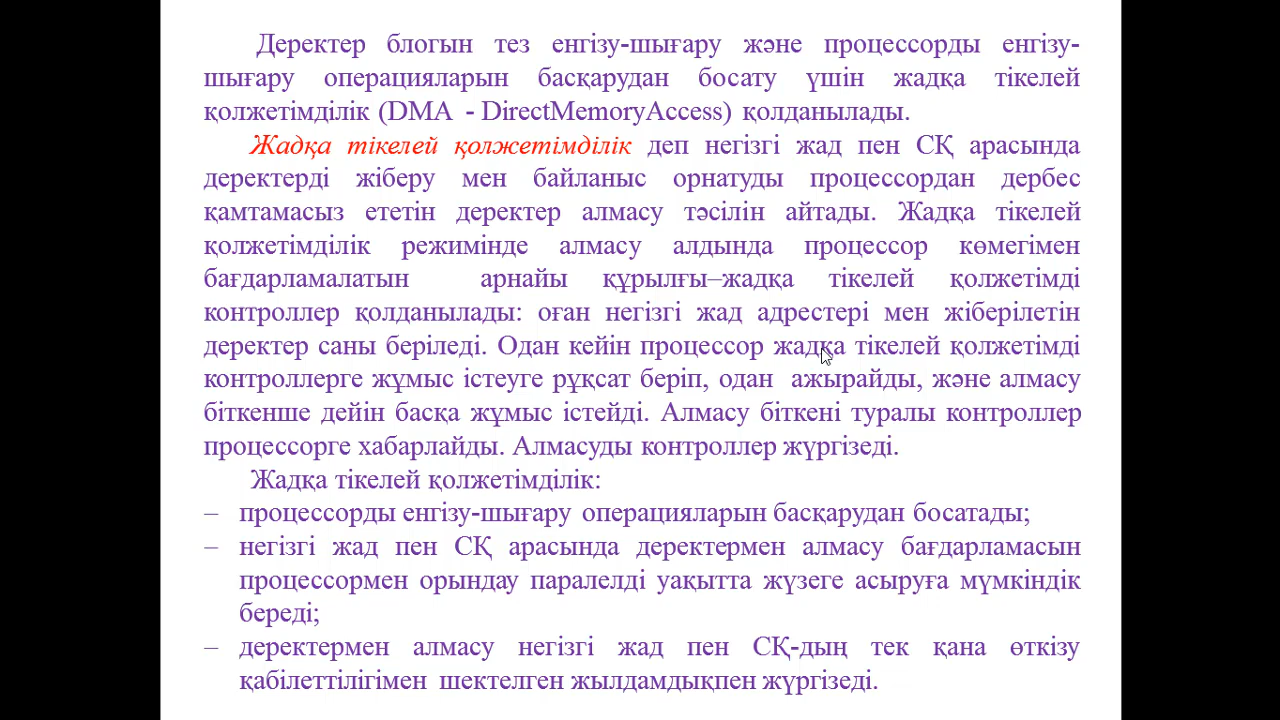 Деректер блогын тез енгізу-шығару және процессорды енгізу-
шығару операцияларын басқарудан босату үшін жадқа тікелей
қолжетімділік (DMA - DirectMemoryAccess) қолданылады.
Жадқа тікелей қолжетімділік деп негізгі жад пен СҚ арасында
деректерді жіберу мен байланыс орнатуды процессордан дербес
қамтамасыз ететін деректер алмасу тәсілін айтады. Жадқа тікелей
қолжетімділік режимінде алмасу алдында процессор көмегімен
бағдарламалатын арнайы құрылғы–жадқа тікелей қолжетімді
контроллер қолданылады: оған негізгі жад адрестері мен жіберілетін
деректер саны беріледі. Одан кейін процессор жадқа тікелей қолжетімді
контроллерге жұмыс істеуге рұқсат беріп, одан ажырайды, және алмасу
біткенше дейін басқа жұмыс істейді. Алмасу біткені туралы контроллер
процессорге хабарлайды. Алмасуды контроллер жүргізеді.
Жадқа тікелей қолжетімділік:
– процессорды енгізу-шығару операцияларын басқарудан босатады;
– негізгі жад пен СҚ арасында деректермен алмасу бағдарламасын
процессормен орындау паралелді уақытта жүзеге асыруға мүмкіндік
береді;
– деректермен алмасу негізгі жад пен СҚ-дың тек қана өткізу
қабілеттілігімен шектелген жылдамдықпен жүргізеді.